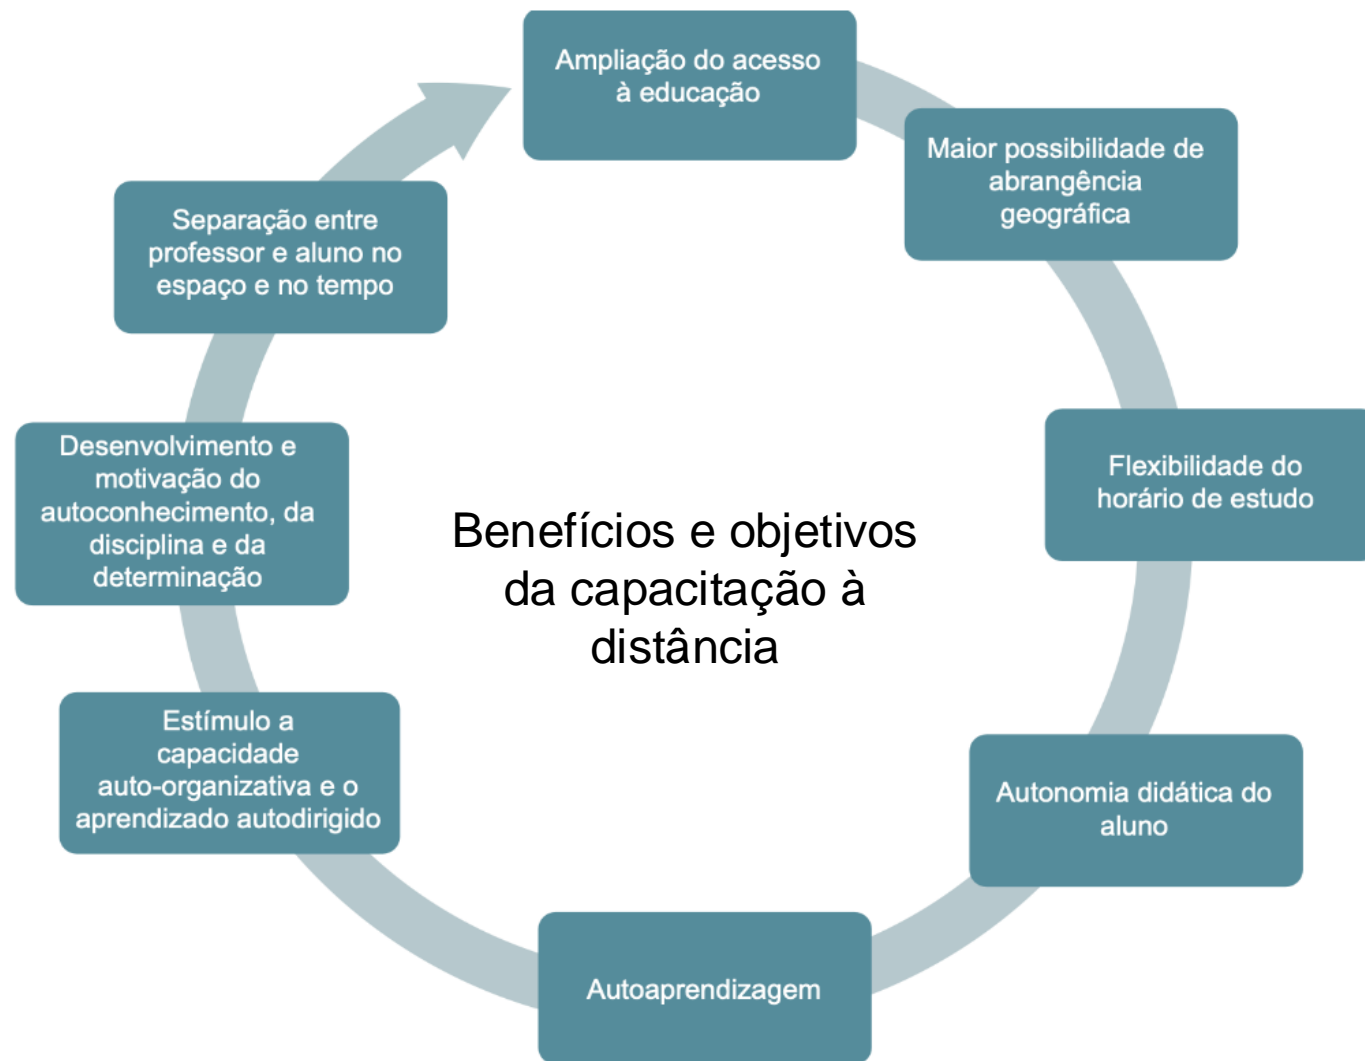 Ampliação do acesso
à educação
Maior possibilidade de
abrangência
geográfica
Flexibilidade do
horário de estudo
Autonomia didática do
aluno
Autoaprendizagem
Estímulo a
capacidade
auto-organizativa e o
aprendizado autodirigido
Desenvolvimento e
motivação do
autoconhecimento, da
disciplina e da
determinação
Separação entre
professor e aluno no
espaço e no tempo
Benefícios e objetivos
da capacitação à
distância